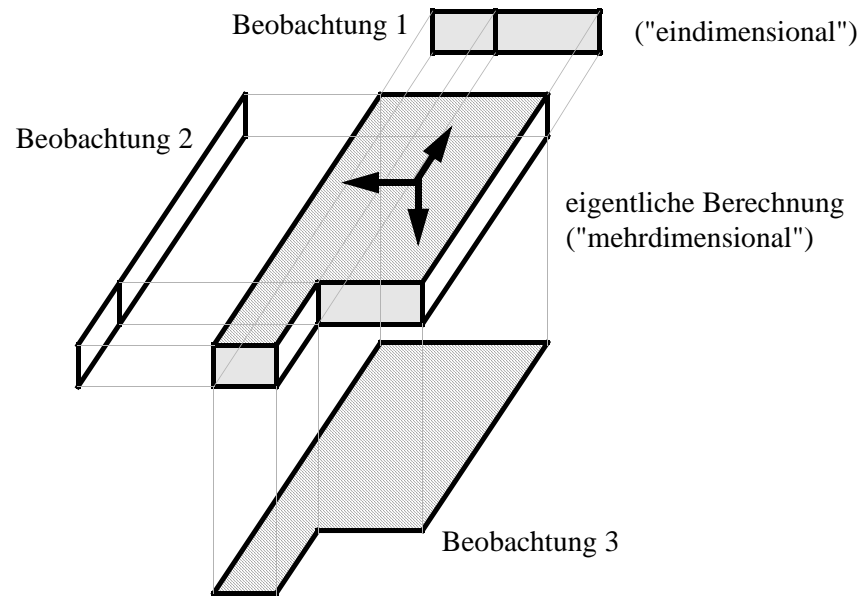 Beobachtung 1
("eindimensional")
Beobachtung 2
eigentliche Berechnung
("mehrdimensional")
Beobachtung 3